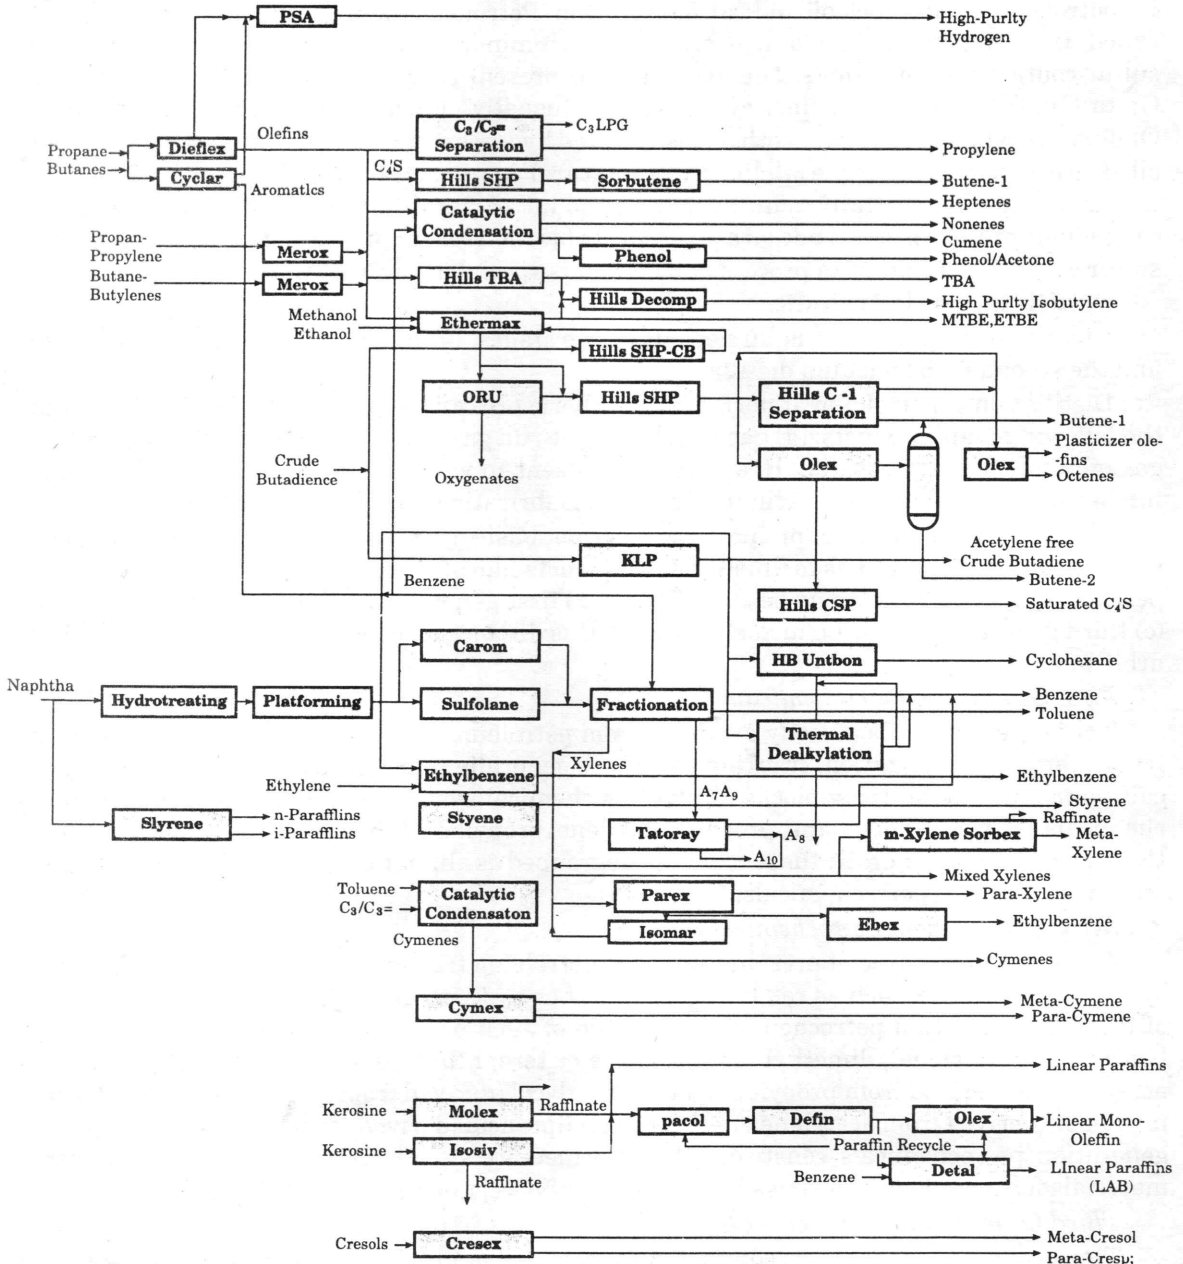 PSA
High-Purlty
Hydrogen
Olefins
C₃/C₃=
Separation
C₃LPG
Propane
Butanes
Dieflex
Propylene
Cyclar
C₄'S
Hills SHP
Sorbutene
Butene-1
Aromatlcs
Heptenes
Catalytic
Condensation
Nonenes
Cumene
Propan-
Propylene
Merox
Phenol
Phenol/Acetone
Butane-
Butylenes
Merox
Hills TBA
TBA
Hills Decomp
High Purlty Isobutylene
Methanol
Ethanol
Ethermax
MTBE,ETBE
Hills SHP-CB
ORU
Hills SHP
Hills C -1
Separation
Butene-1
Plasticizer ole-
-fins
Octenes
Olex
Olex
Crude
Butadience
Oxygenates
Acetylene free
Crude Butadiene
KLP
Butene-2
Benzene
Hills CSP
Saturated C₄'S
Carom
HB Untbon
Cyclohexane
Naphtha
Hydrotreating
Platforming
Sulfolane
Fractionation
Benzene
Toluene
Thermal
Dealkylation
Xylenes
Ethylene
Ethylbenzene
Ethylbenzene
A₇A₉
Styene
Styrene
Raffinate
Slyrene
n-Parafflins
i-Parafflins
Tatoray
A₈
A₁₀
m-Xylene Sorbex
Meta-
Xylene
Mixed Xylenes
Toluene
C₃/C₃=
Catalytic
Condensaton
Parex
Para-Xylene
Isomar
Ebex
Ethylbenzene
Cymenes
Cymenes
Cymex
Meta-Cymene
Para-Cymene
Linear Paraffins
Kerosine
Molex
Rafflnate
pacol
Defin
Olex
Linear Mono-
Oleffin
Kerosine
Isosiv
Paraffin Recycle
Rafflnate
Benzene
Detal
LInear Paraffins
(LAB)
Cresols
Cresex
Meta-Cresol
Para-Cresµ;